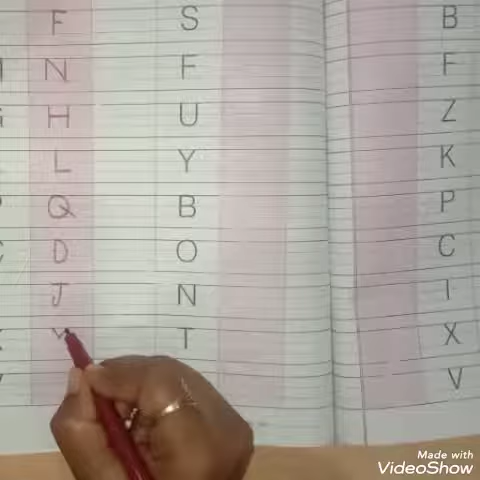 F S B
N F F
H U Z
L Y K
Q B P
D O C
J N I
T X
V
Made with
VideoShow